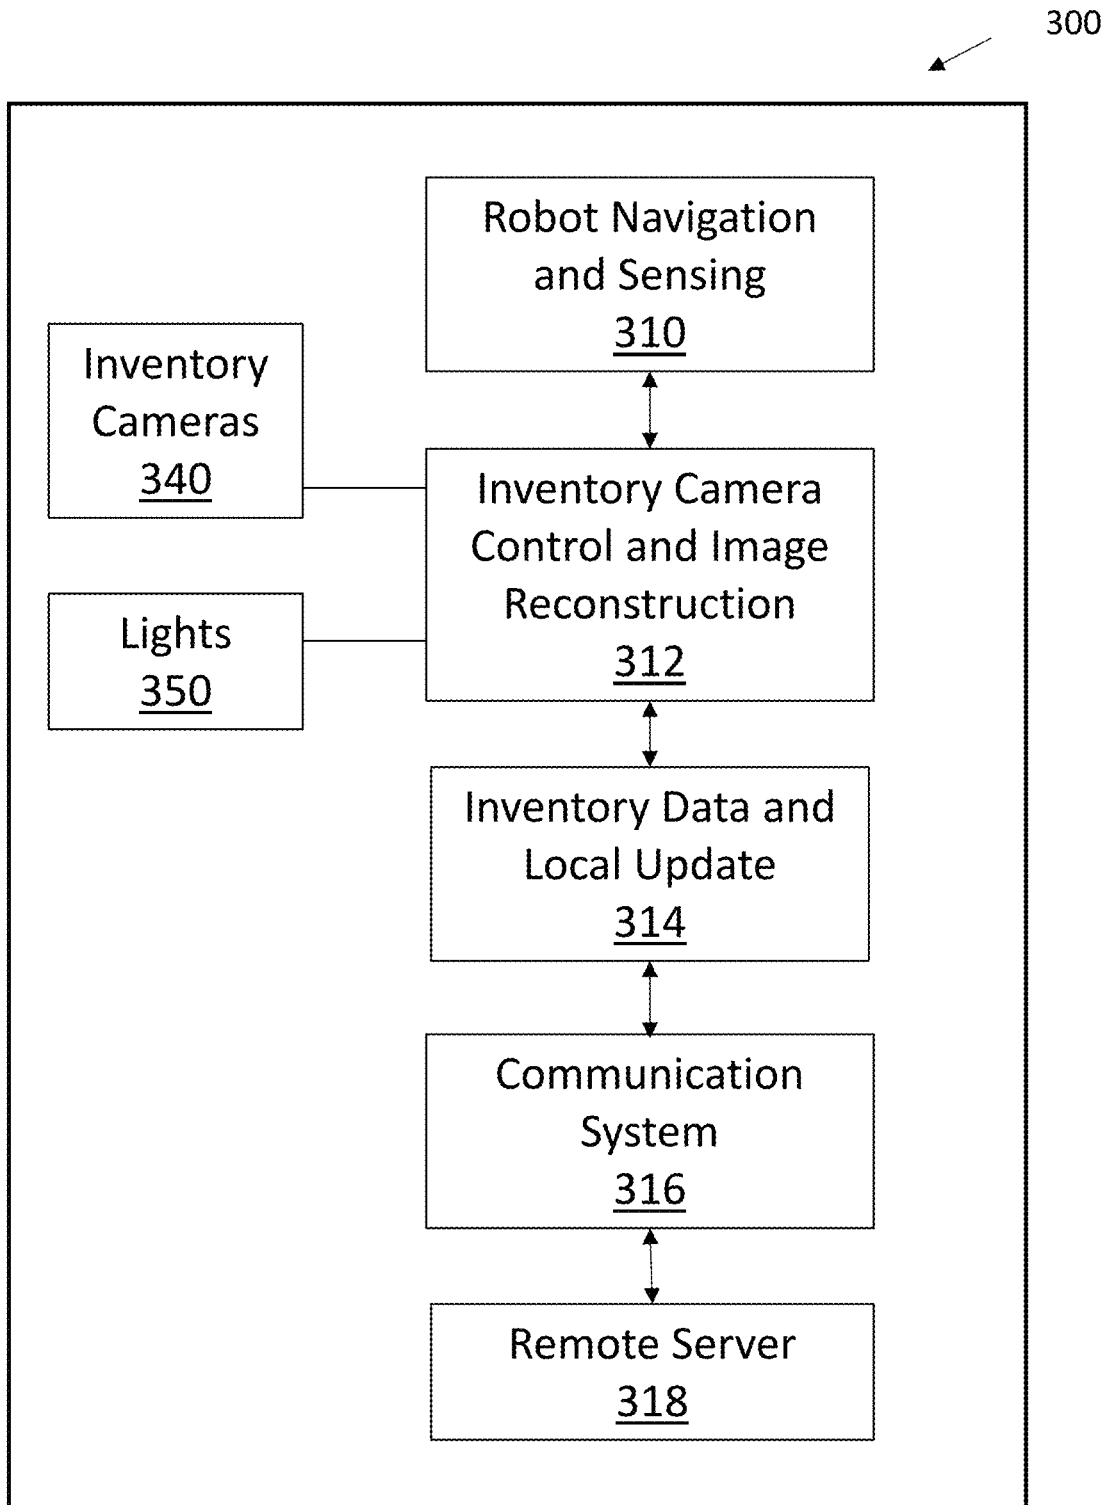 300
Robot Navigation
and Sensing
310
Inventory
Cameras
340
Inventory Camera
Control and Image
Reconstruction
312
Lights
350
Inventory Data and
Local Update
314
Communication
System
316
Remote Server
318